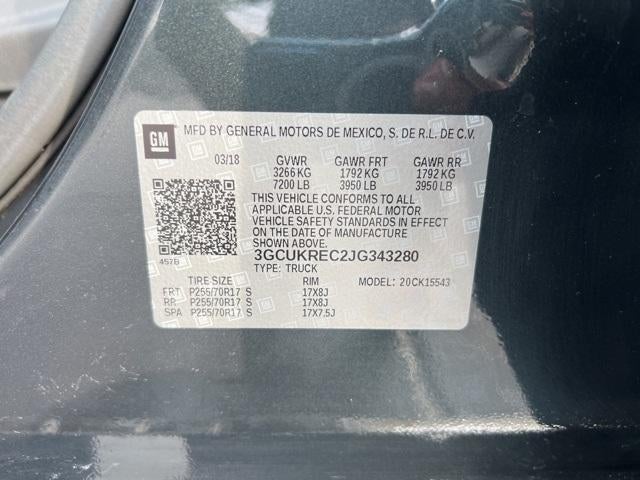 GM MFD BY GENERAL MOTORS DE MEXICO, S. DE R.L. DE C.V.
03/18 GVWR GAWR FRT GAWR RR
3266 KG 1792 KG 1792 KG
7200 LB 3950 LB 3950 LB
THIS VEHICLE CONFORMS TO ALL
APPLICABLE U.S. FEDERAL MOTOR
VEHICLE SAFETY STANDARDS IN EFFECT
ON THE DATE OF MANUFACTURE
SHOWN ABOVE.
3GCUKREC2JG343280
457B TYPE: TRUCK
TIRE SIZE RIM MODEL: 20CK15543
FRT P255/70R17 S 17X8J
RR P255/70R17 S 17X8J
SPA P255/70R17 S 17X7.5J